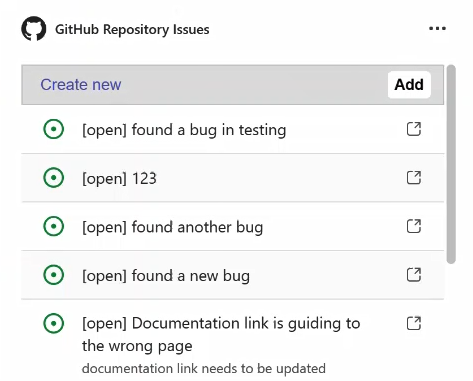 GitHub Repository Issues
Create new Add
[open] found a bug in testing
[open] 123
[open] found another bug
[open] found a new bug
[open] Documentation link is guiding to
the wrong page
documentation link needs to be updated